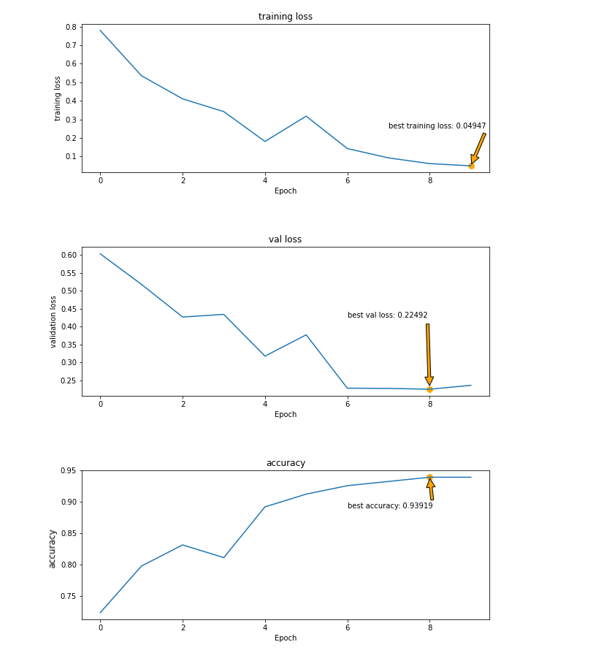 training loss
0.8
0.7
0.6
0.5
0.4
0.3
0.2
0.1
training loss
best training loss: 0.04947
0 2 4 6 8
Epoch
val loss
0.60
0.55
0.50
0.45
0.40
0.35
0.30
0.25
validation loss
best val loss: 0.22492
0 2 4 6 8
Epoch
accuracy
0.95
0.90
0.85
0.80
0.75
accuracy
best accuracy: 0.93919
0 2 4 6 8
Epoch